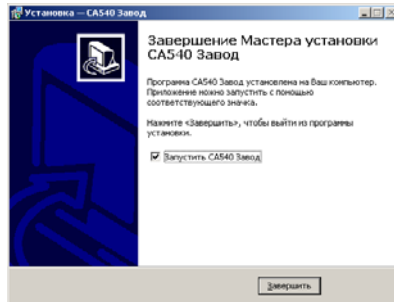 Установка — CA540 Завод
Завершение Мастера установки
CA540 Завод
Программа CA540 Завод установлена на Ваш компьютер.
Приложение можно запустить с помощью
соответствующего значка.
Нажмите «Завершить», чтобы выйти из программы
установки.
Запустить CA540 Завод
Завершить